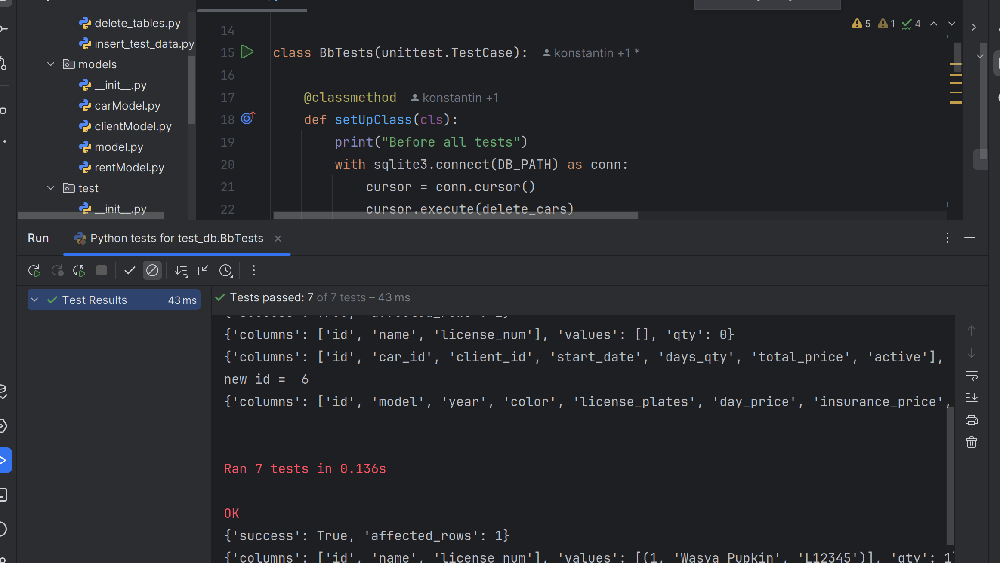 delete_tables.py
insert_test_data.py
models
__init__.py
carModel.py
clientModel.py
model.py
rentModel.py
test
__init__.py
5 1 4
14
15 class BbTests(unittest.TestCase): konstantin +1 *
16
17 @classmethod konstantin +1
18 def setUpClass(cls):
19 print("Before all tests")
20 with sqlite3.connect(DB_PATH) as conn:
21 cursor = conn.cursor()
22 cursor.execute(delete_cars)
Run Python tests for test_db.BbTests
Test Results 43 ms
Tests passed: 7 of 7 tests – 43 ms
{'columns': ['id', 'name', 'license_num'], 'values': [], 'qty': 0}
{'columns': ['id', 'car_id', 'client_id', 'start_date', 'days_qty', 'total_price', 'active'],
new id =  6
{'columns': ['id', 'model', 'year', 'color', 'license_plates', 'day_price', 'insurance_price',
Ran 7 tests in 0.136s
OK
{'success': True, 'affected_rows': 1}
{'columns': ['id', 'name', 'license_num'], 'values': [(1, 'Wasya Pupkin', 'L12345')], 'qty': 1